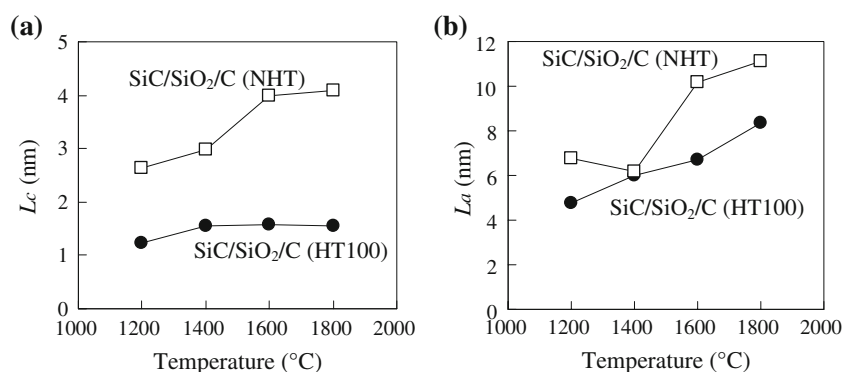 (a)
5
4
3
2
1
0
Lc (nm)
SiC/SiO₂/C (NHT)
SiC/SiO₂/C (HT100)
1000 1200 1400 1600 1800 2000
Temperature (°C)
(b)
12
10
8
6
4
2
0
La (nm)
SiC/SiO₂/C (NHT)
SiC/SiO₂/C (HT100)
1000 1200 1400 1600 1800 2000
Temperature (°C)